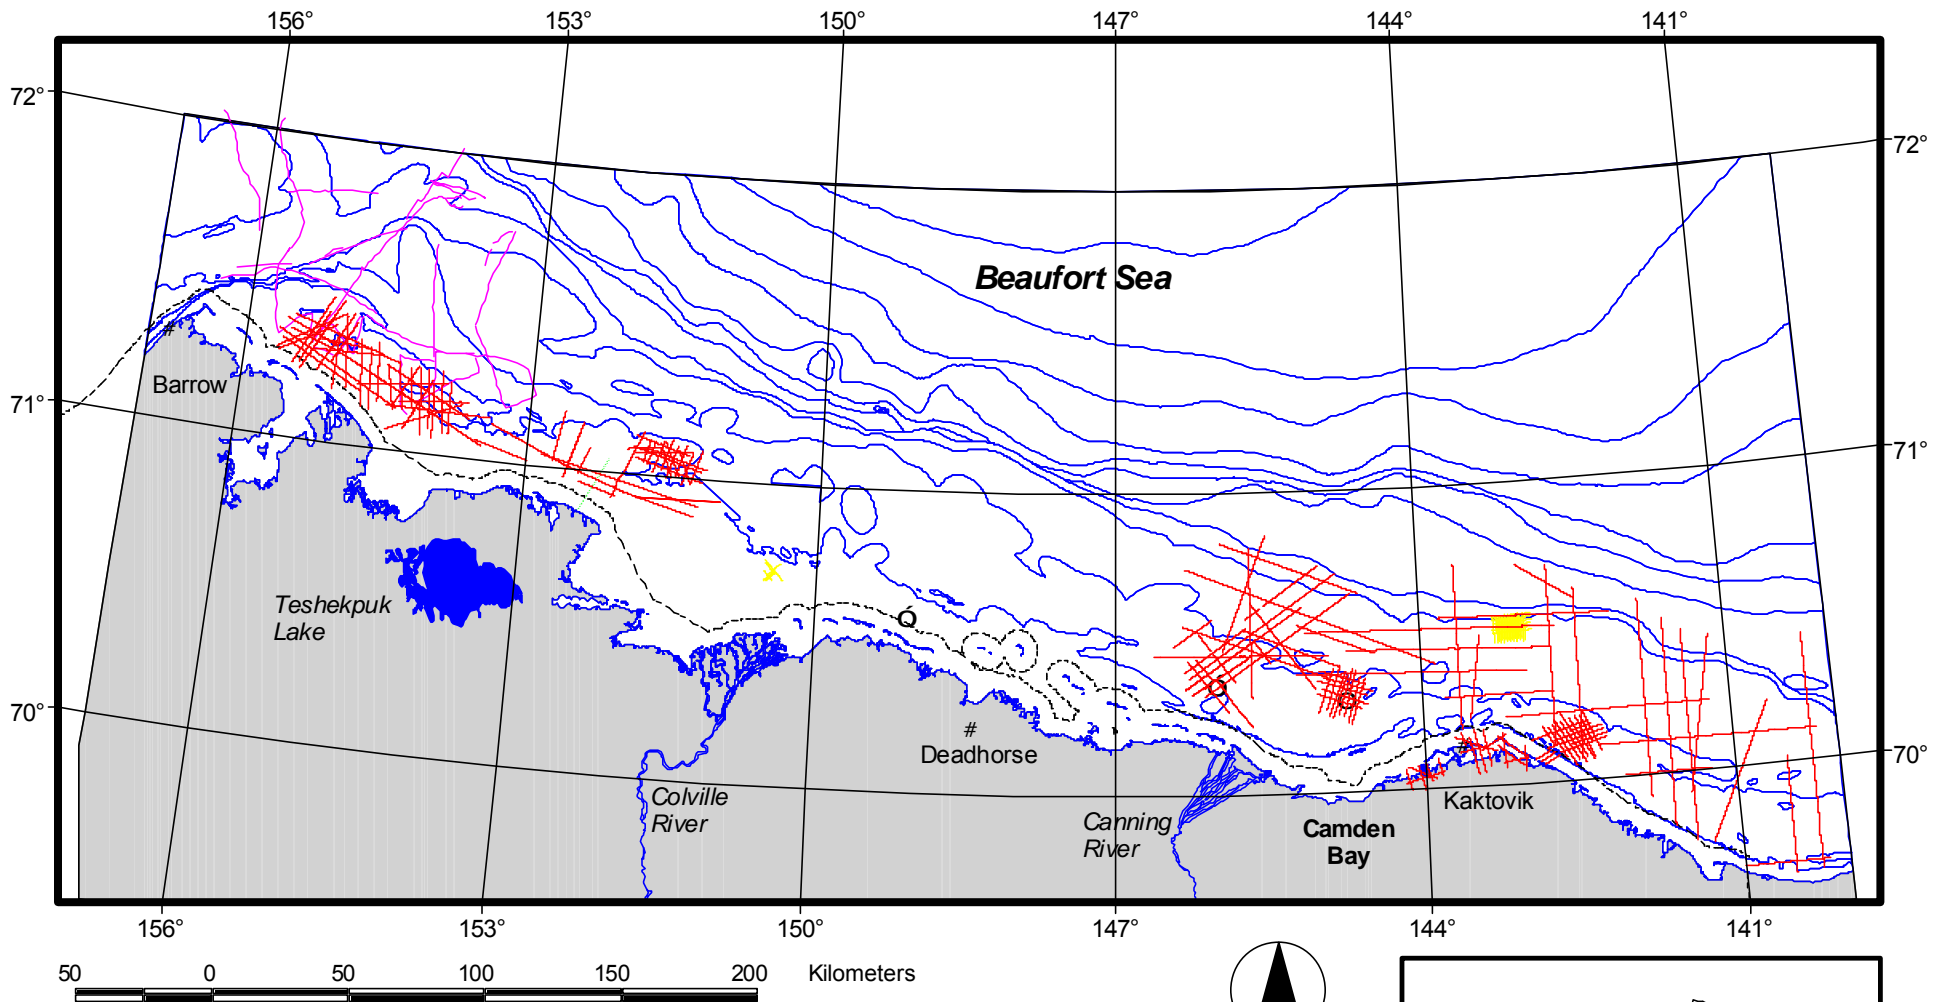 156° 153° 150° 147° 144° 141°
72°
72°
Beaufort Sea
#
Barrow
71°
71°
Teshekpuk
Lake
Ó
Ó
#
Deadhorse
#
70°
70°
Colville
River
Canning
River
Camden
Bay
Kaktovik
156° 153° 150° 147° 144° 141°
50 0 50 100 150 200 Kilometers